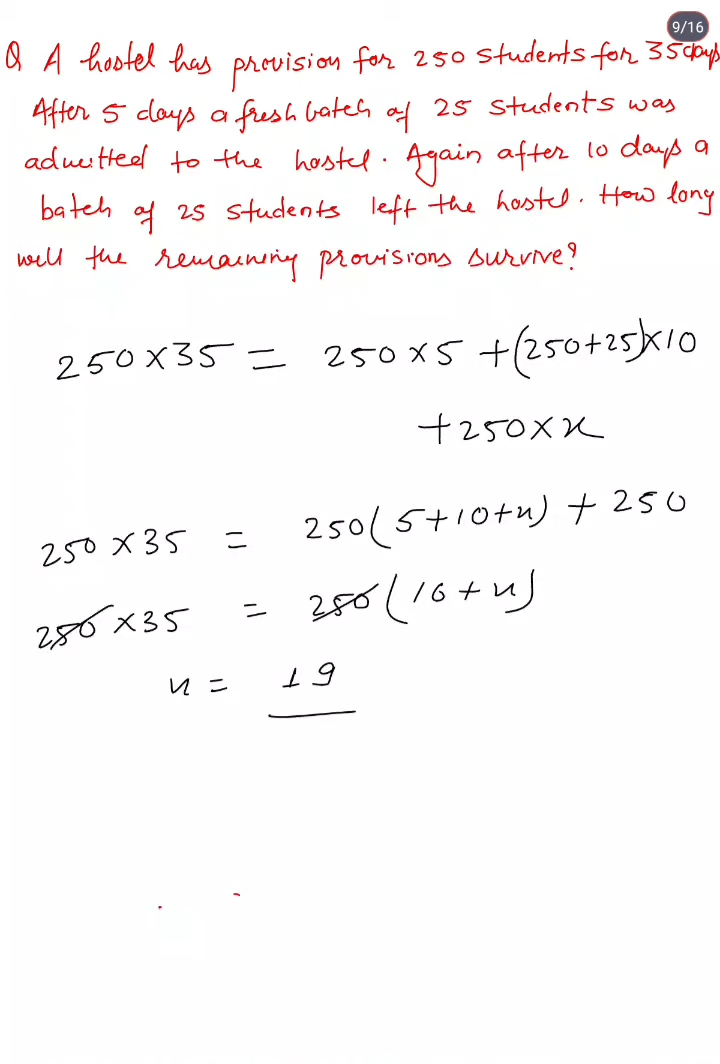 9/16
Q A hostel has provision for 250 students for 35 days
After 5 days a fresh batch of 25 students was
admitted to the hostel. Again after 10 days a
batch of 25 students left the hostel. How long
will the remaining provisions survive?
250 × 35 = 250 × 5 + (250+25) × 10
+ 250 × x
250 × 35 = 250 (5+10+x) + 250
250 × 35 = 250 (16 + x)
x = 19